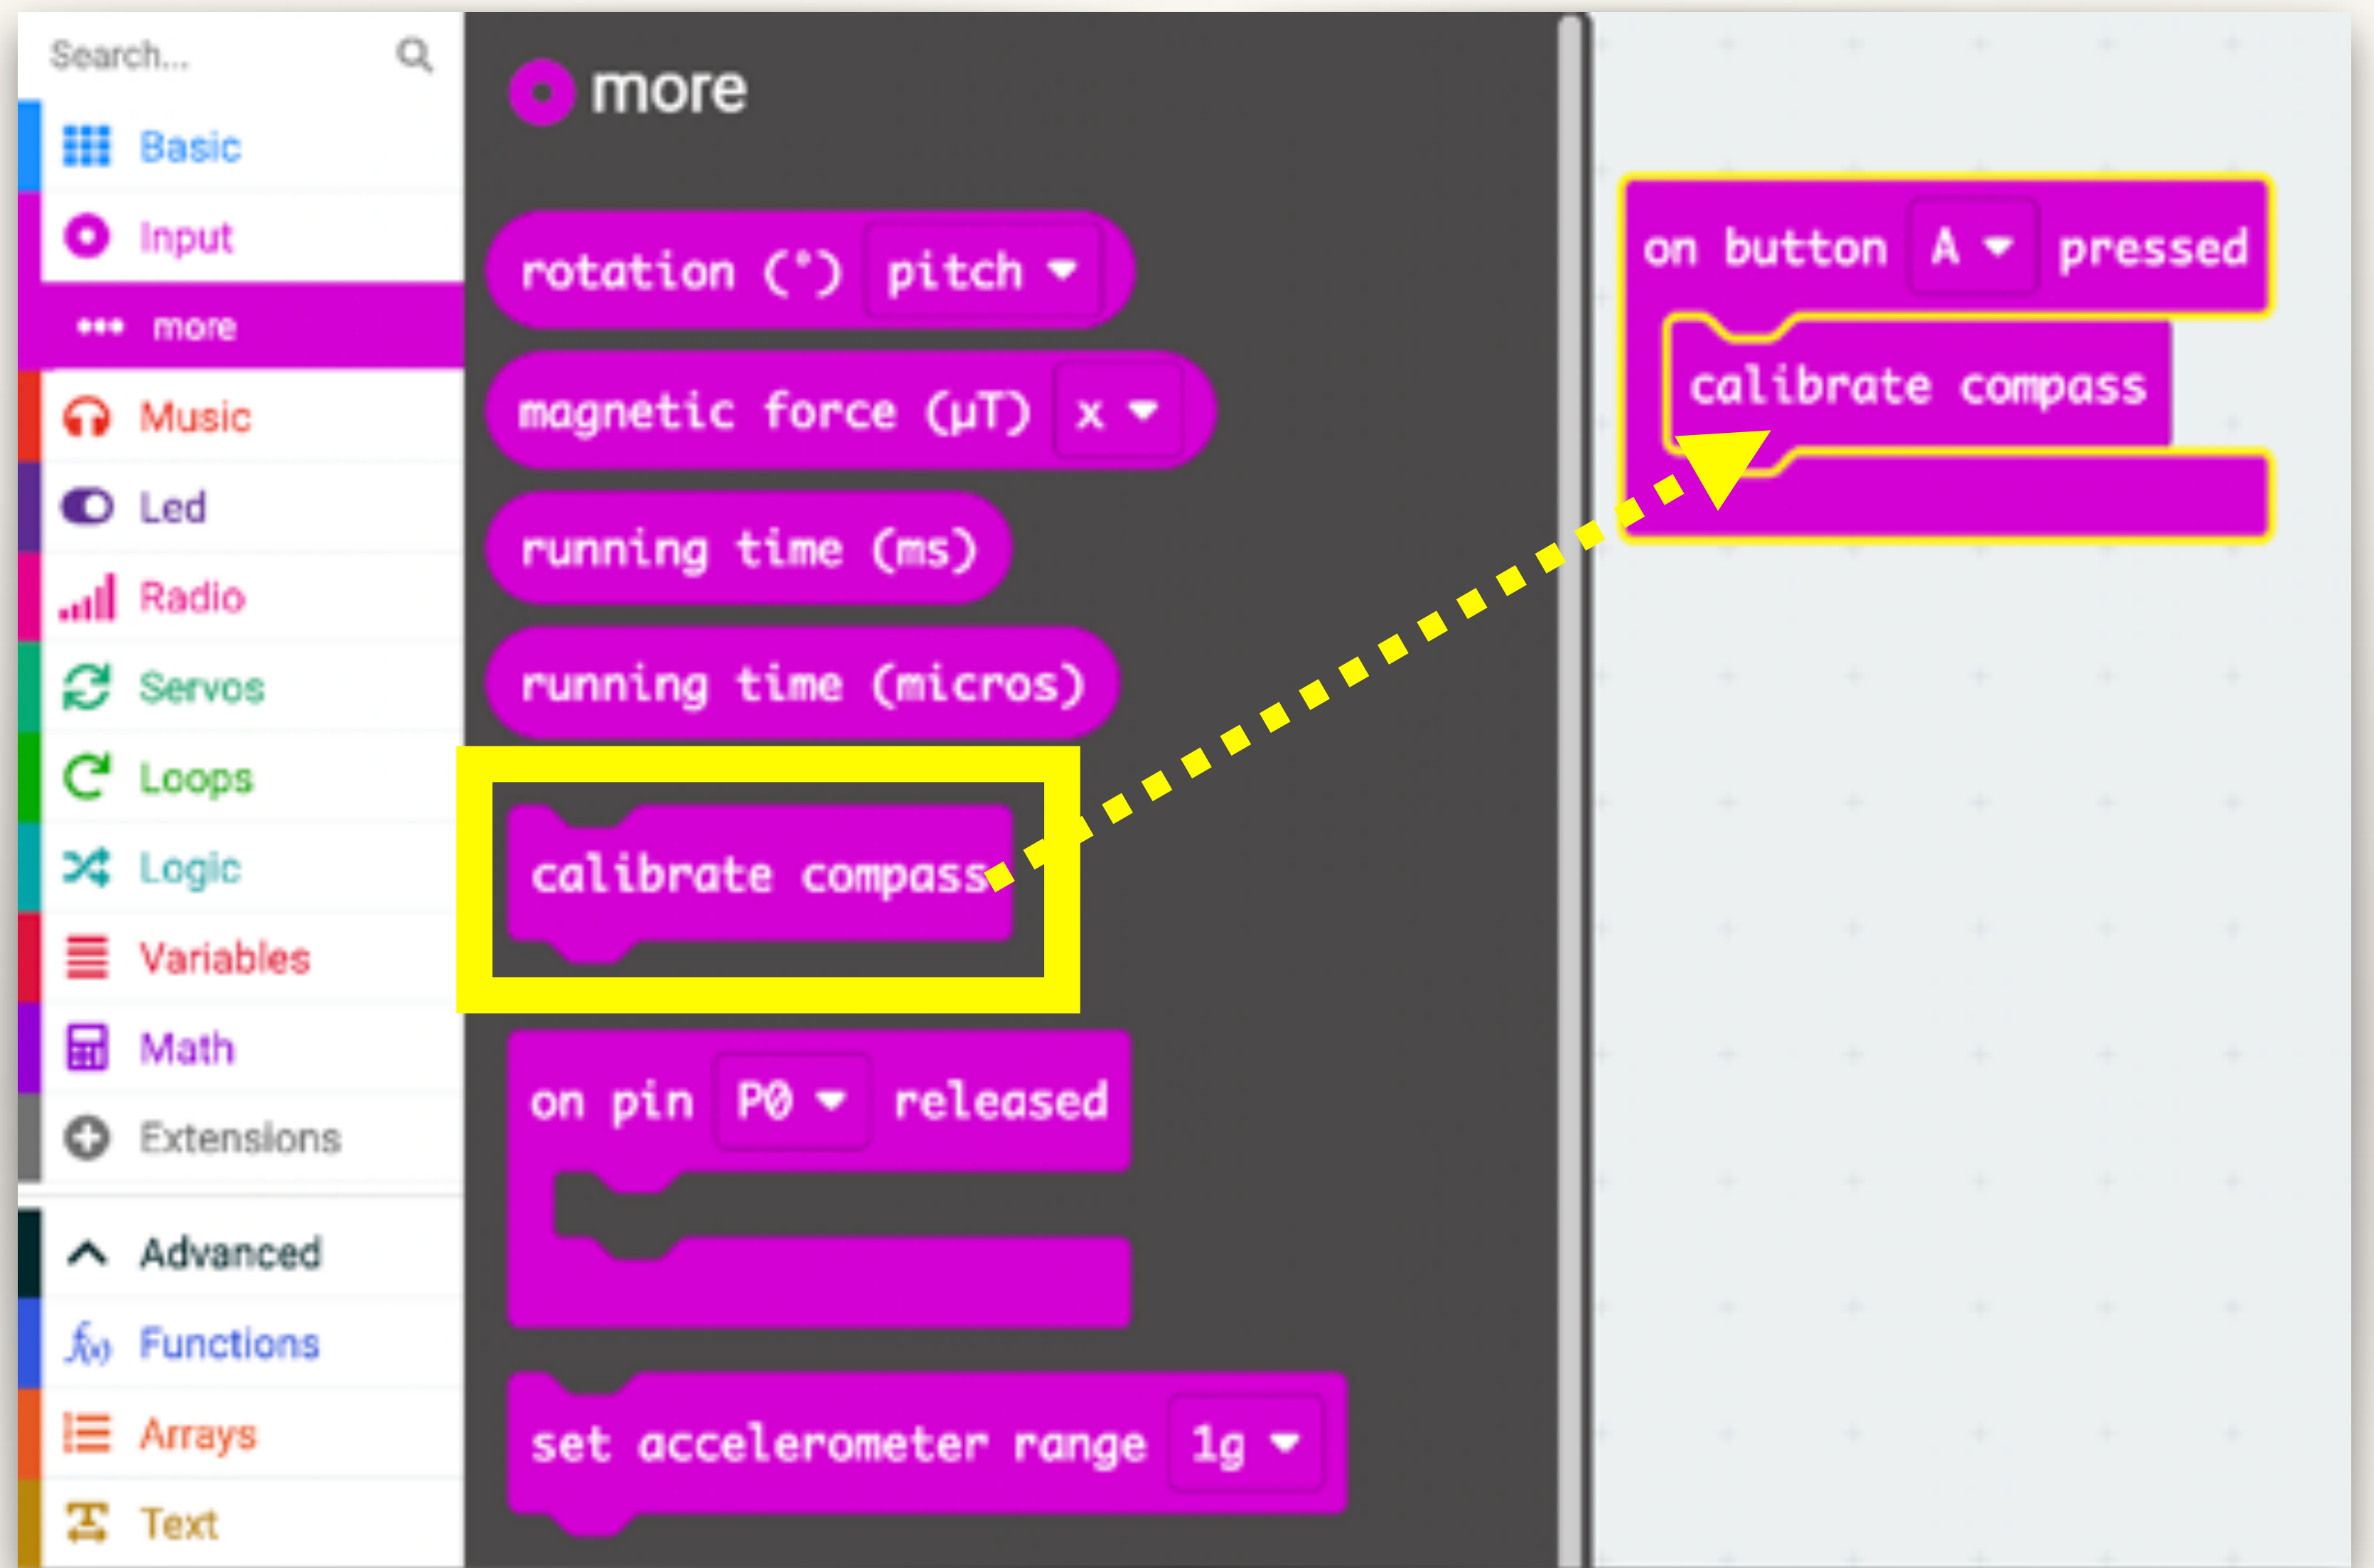 Search...
Basic
Input
more
Music
Led
Radio
Servos
Loops
Logic
Variables
Math
Extensions
Advanced
Functions
Arrays
Text
more
rotation (°) pitch
magnetic force (µT) x
running time (ms)
running time (micros)
calibrate compass
on pin P0 released
set accelerometer range 1g
on button A pressed
calibrate compass